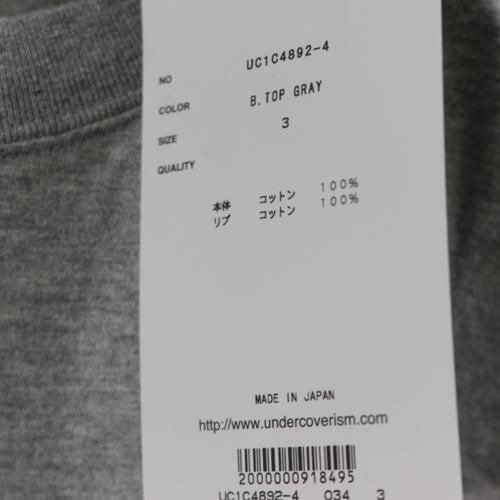 NO UC1C4892-4
COLOR B.TOP GRAY
SIZE 3
QUALITY
本体 コットン 100%
リブ コットン 100%
MADE IN JAPAN
http://www.undercoverism.com
2000000918495
UC1C4892-4 034 3